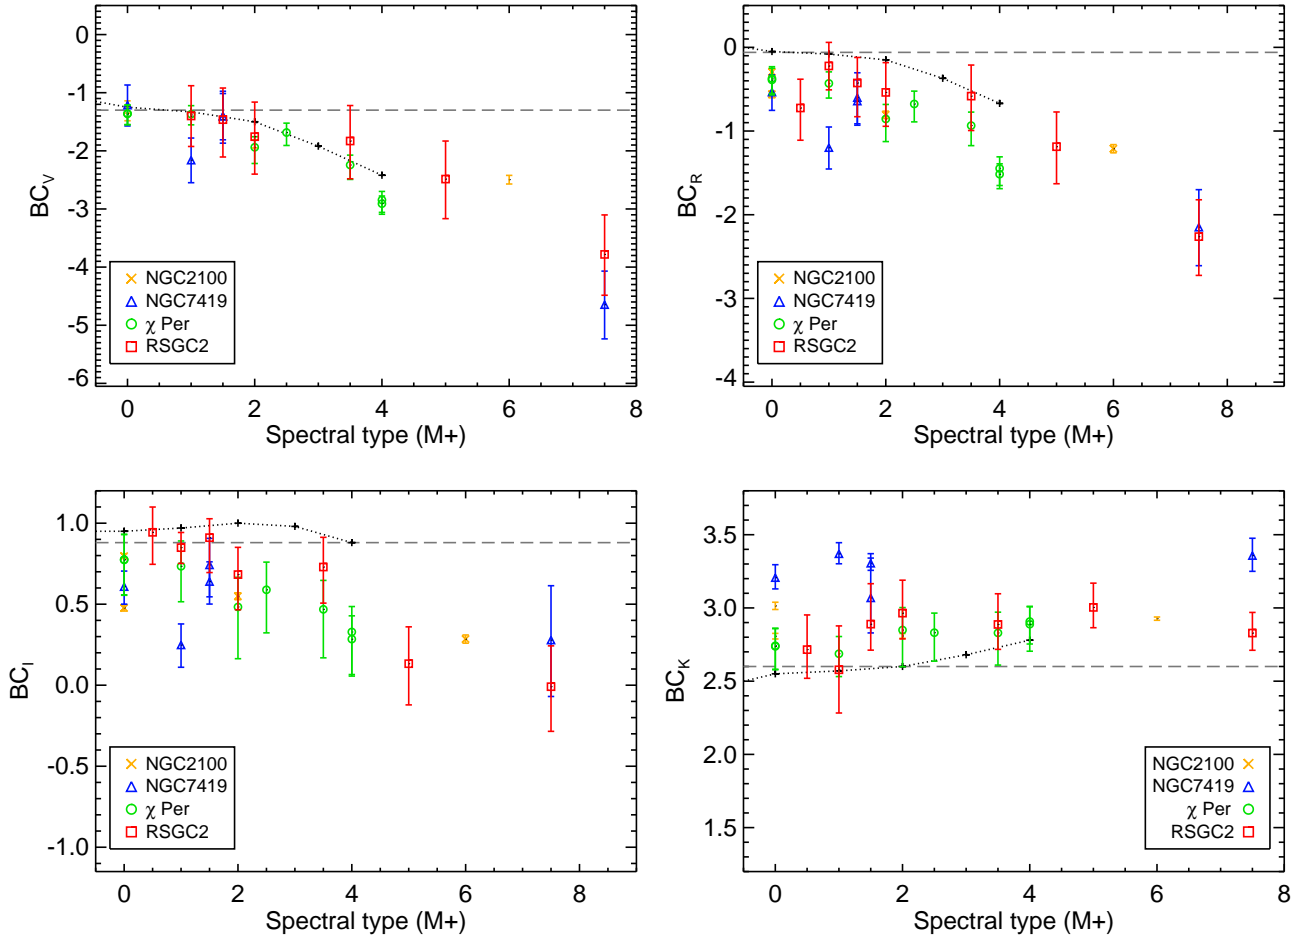 0
-1
-2
-3
-4
-5
-6
BC_V
NGC2100
NGC7419
χ Per
RSGC2
0 2 4 6 8
Spectral type (M+)
0
-1
-2
-3
-4
BC_R
NGC2100
NGC7419
χ Per
RSGC2
0 2 4 6 8
Spectral type (M+)
1.0
0.5
0.0
-0.5
-1.0
BC_I
NGC2100
NGC7419
χ Per
RSGC2
0 2 4 6 8
Spectral type (M+)
3.5
3.0
2.5
2.0
1.5
BC_K
NGC2100
NGC7419
χ Per
RSGC2
0 2 4 6 8
Spectral type (M+)